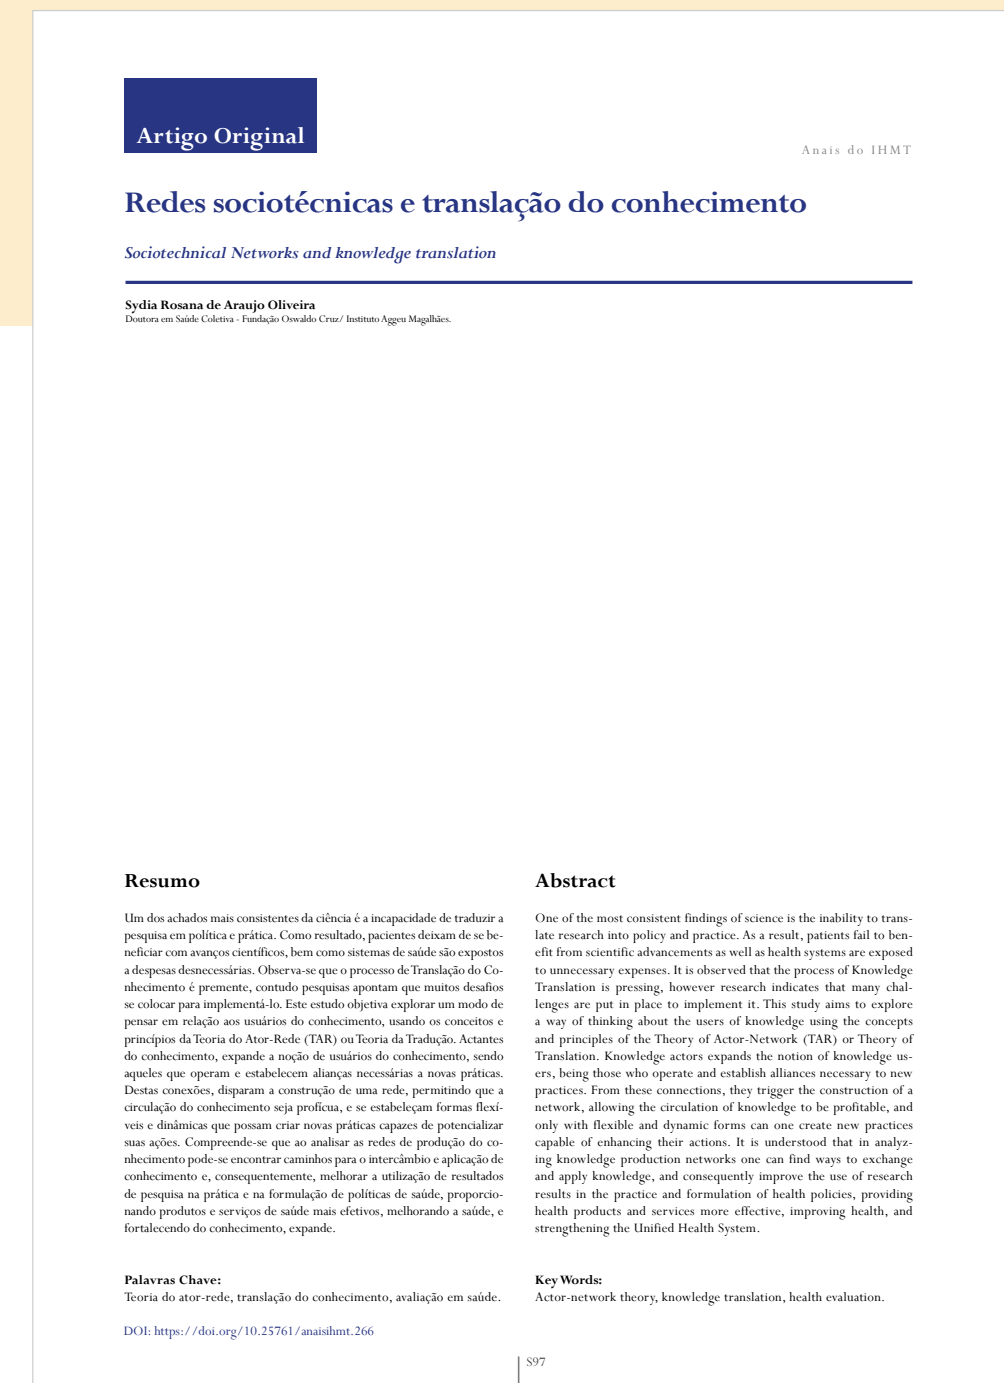 Artigo Original
Anais do IHMT
Redes sociotécnicas e translação do conhecimento
Sociotechnical Networks and knowledge translation
Sydia Rosana de Araujo Oliveira
Doutora em Saúde Coletiva - Fundação Oswaldo Cruz/ Instituto Aggeu Magalhães.
Resumo
Um dos achados mais consistentes da ciência é a incapacidade de traduzir a
pesquisa em política e prática. Como resultado, pacientes deixam de se be-
neficiar com avanços científicos, bem como sistemas de saúde são expostos
a despesas desnecessárias. Observa-se que o processo de Translação do Co-
nhecimento é premente, contudo pesquisas apontam que muitos desafios
se colocar para implementá-lo. Este estudo objetiva explorar um modo de
pensar em relação aos usuários do conhecimento, usando os conceitos e
princípios da Teoria do Ator-Rede (TAR) ou Teoria da Tradução. Actantes
do conhecimento, expande a noção de usuários do conhecimento, sendo
aqueles que operam e estabelecem alianças necessárias a novas práticas.
Destas conexões, disparam a construção de uma rede, permitindo que a
circulação do conhecimento seja profícua, e se estabeleçam formas flexí-
veis e dinâmicas que possam criar novas práticas capazes de potencializar
suas ações. Compreende-se que ao analisar as redes de produção do co-
nhecimento pode-se encontrar caminhos para o intercâmbio e aplicação de
conhecimento e, consequentemente, melhorar a utilização de resultados
de pesquisa na prática e na formulação de políticas de saúde, proporcio-
nando produtos e serviços de saúde mais efetivos, melhorando a saúde, e
fortalecendo do conhecimento, expande.
Palavras Chave:
Teoria do ator-rede, translação do conhecimento, avaliação em saúde.
Abstract
One of the most consistent findings of science is the inability to trans-
late research into policy and practice. As a result, patients fail to ben-
efit from scientific advancements as well as health systems are exposed
to unnecessary expenses. It is observed that the process of Knowledge
Translation is pressing, however research indicates that many chal-
lenges are put in place to implement it. This study aims to explore
a way of thinking about the users of knowledge using the concepts
and principles of the Theory of Actor-Network (TAR) or Theory of
Translation. Knowledge actors expands the notion of knowledge us-
ers, being those who operate and establish alliances necessary to new
practices. From these connections, they trigger the construction of a
network, allowing the circulation of knowledge to be profitable, and
only with flexible and dynamic forms can one create new practices
capable of enhancing their actions. It is understood that in analyz-
ing knowledge production networks one can find ways to exchange
and apply knowledge, and consequently improve the use of research
results in the practice and formulation of health policies, providing
health products and services more effective, improving health, and
strengthening the Unified Health System.
Key Words:
Actor-network theory, knowledge translation, health evaluation.
DOI: https://doi.org/10.25761/anaisihmt.266
S97